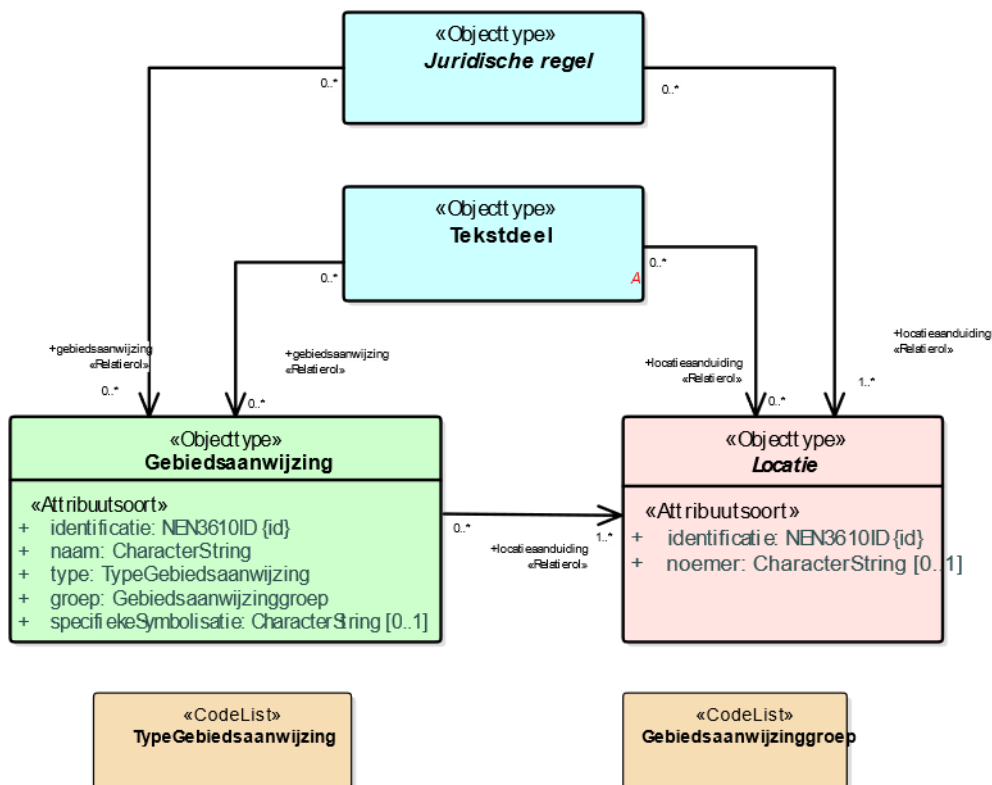 «Objecttype»
Juridische regel
0..*
0..*
«Objecttype»
Tekstdeel
0..*
0..*
A
+gebiedsaanwijzing
«Relatierol»
0..*
+gebiedsaanwijzing
«Relatierol»
0..*
+locatieaanduiding
«Relatierol»
0..*
+locatieaanduiding
«Relatierol»
1..*
«Objecttype»
Gebiedsaanwijzing
«Attribuutsoort»
+ identificatie: NEN3610ID {id}
+ naam: CharacterString
+ type: TypeGebiedsaanwijzing
+ groep: Gebiedsaanwijzinggroep
+ specifiekeSymbolisatie: CharacterString [0..1]
0..*
+locatieaanduiding
«Relatierol»
1..*
«Objecttype»
Locatie
«Attribuutsoort»
+ identificatie: NEN3610ID {id}
+ noemer: CharacterString [0..1]
«CodeList»
TypeGebiedsaanwijzing
«CodeList»
Gebiedsaanwijzinggroep